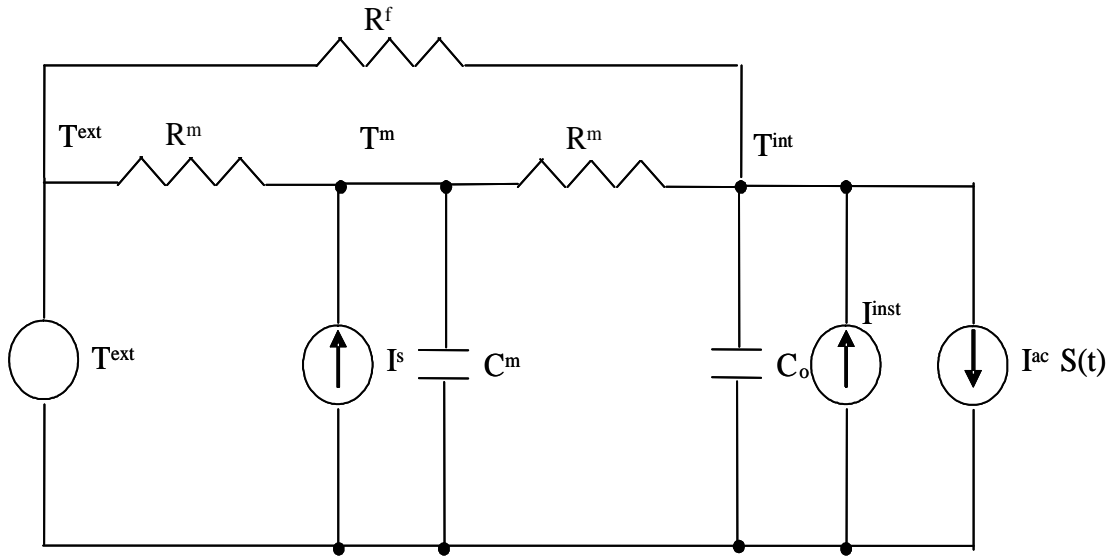 R^f
T^ext R^m T^m R^m T^int
I^inst
T^ext I^s C^m C_o I^ac S(t)